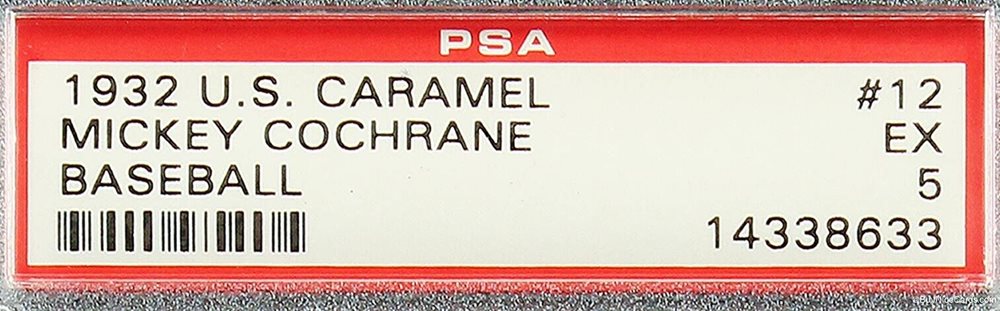 PSA
1932 U.S. CARAMEL #12
MICKEY COCHRANE EX
BASEBALL 5
14338633